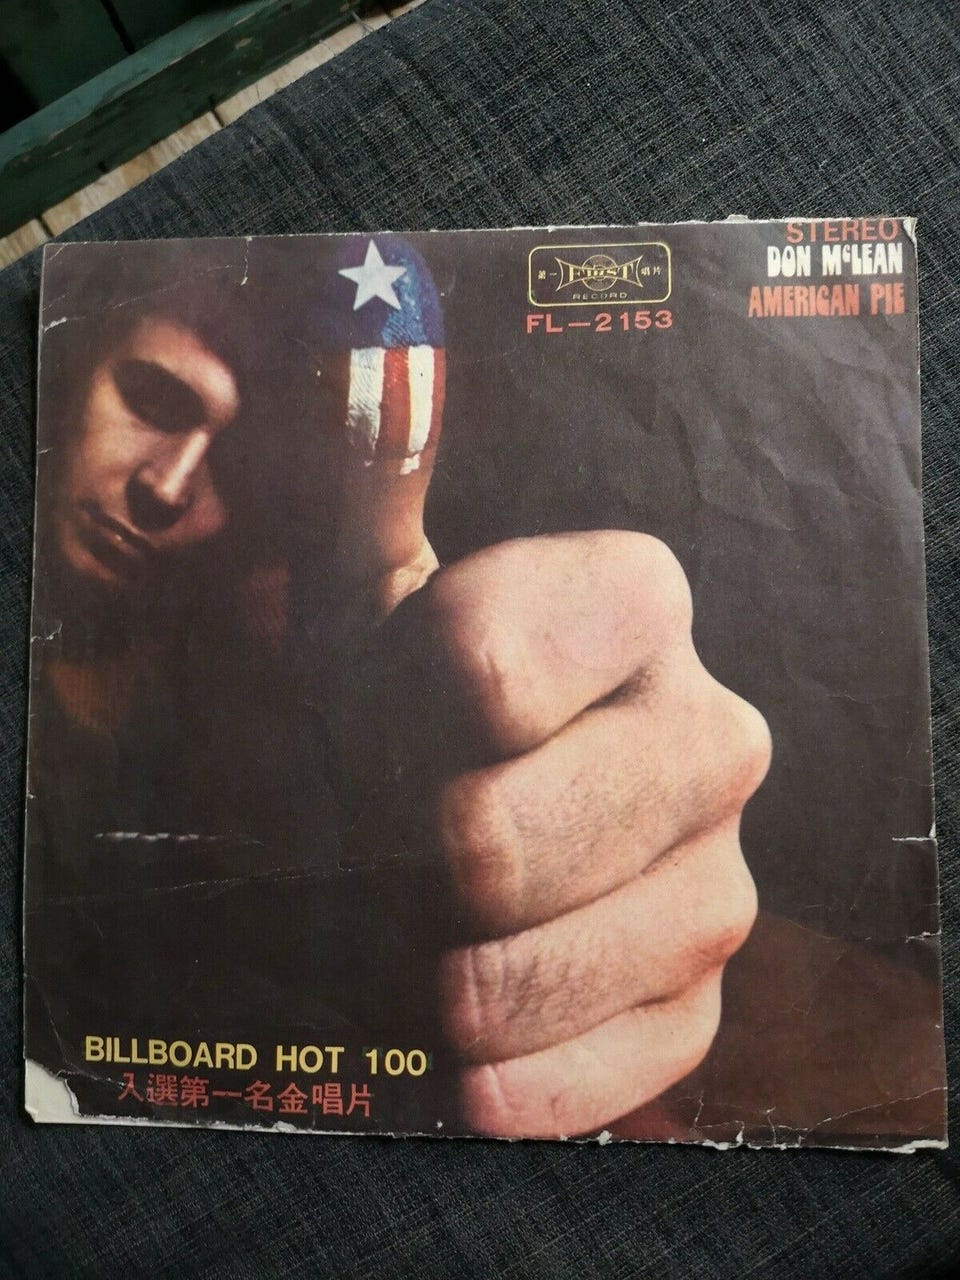 STEREO
DON McLEAN
AMERICAN PIE
第一 FIRST 唱片
RECORD
FL-2153
BILLBOARD HOT 100
入選第一名金唱片